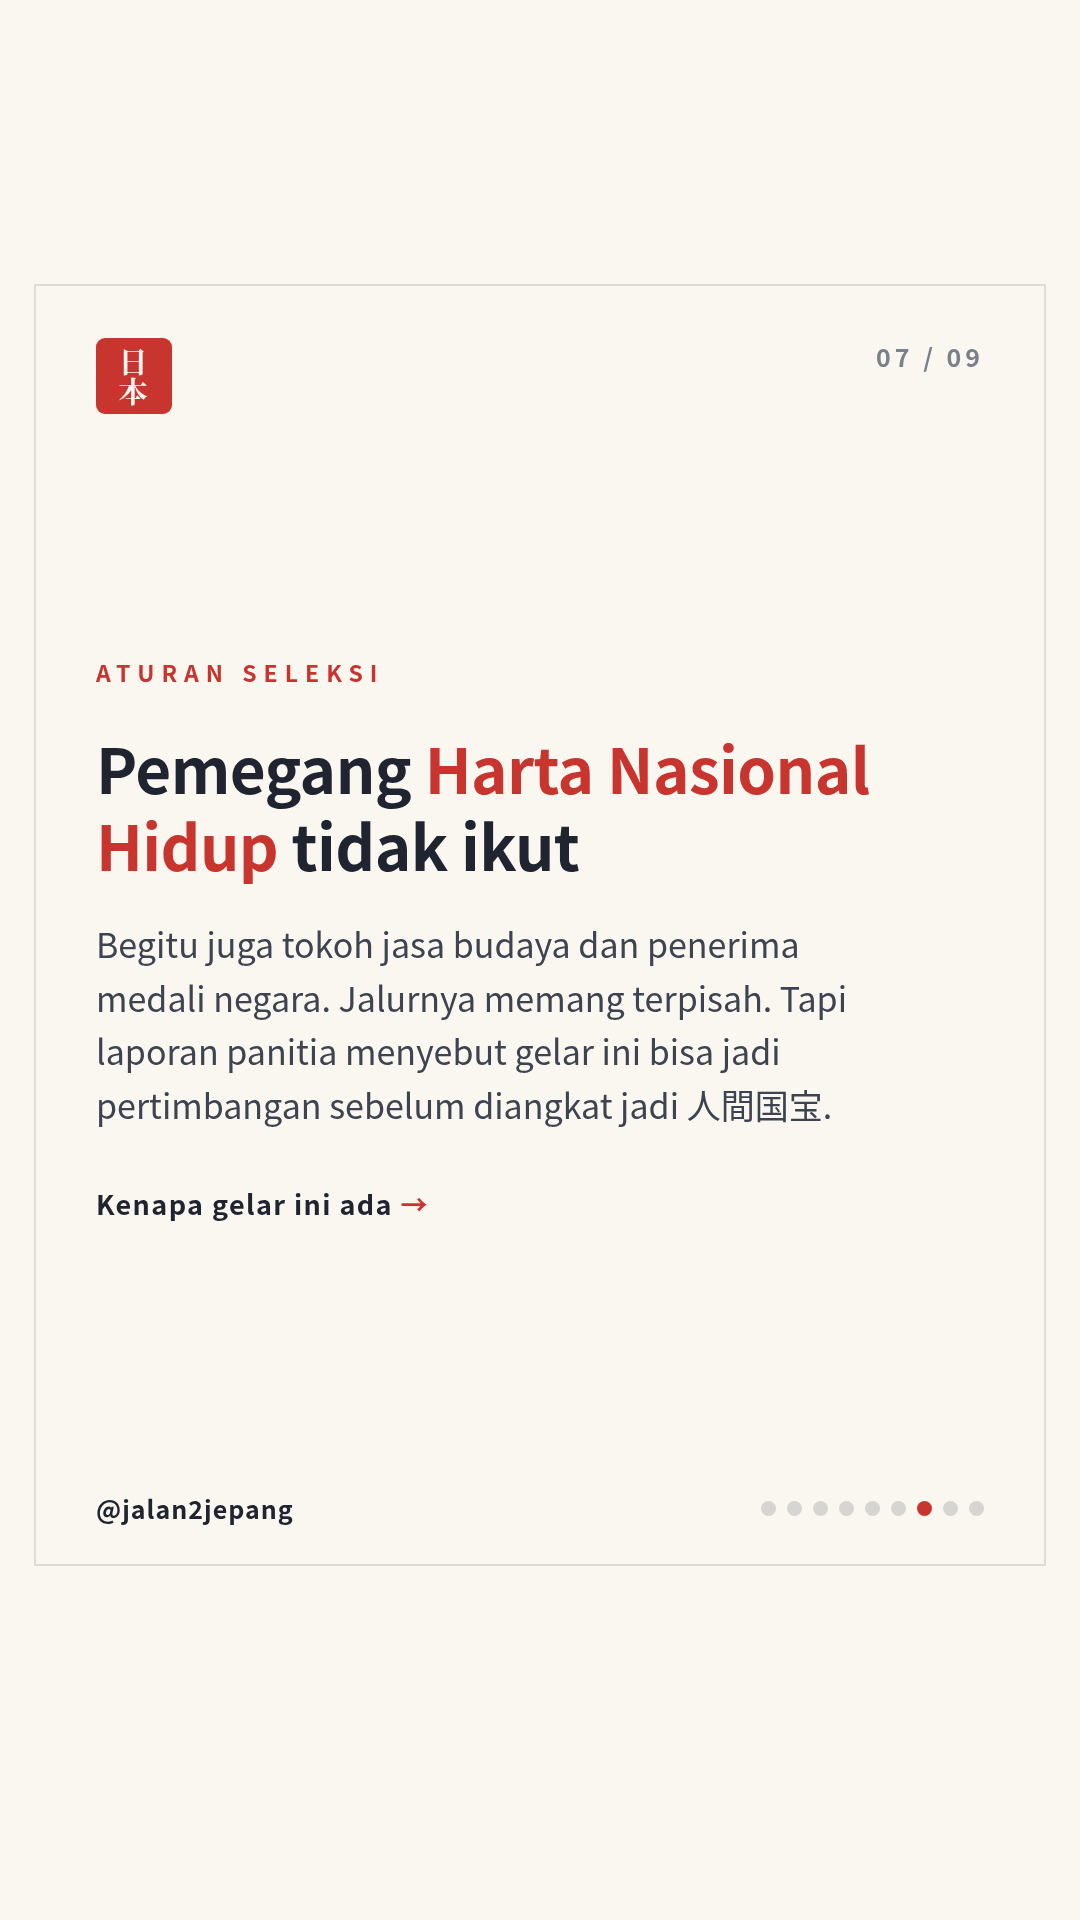 日本
07 / 09
ATURAN SELEKSI
Pemegang Harta Nasional
Hidup tidak ikut
Begitu juga tokoh jasa budaya dan penerima
medali negara. Jalurnya memang terpisah. Tapi
laporan panitia menyebut gelar ini bisa jadi
pertimbangan sebelum diangkat jadi 人間国宝.
Kenapa gelar ini ada →
@jalan2jepang